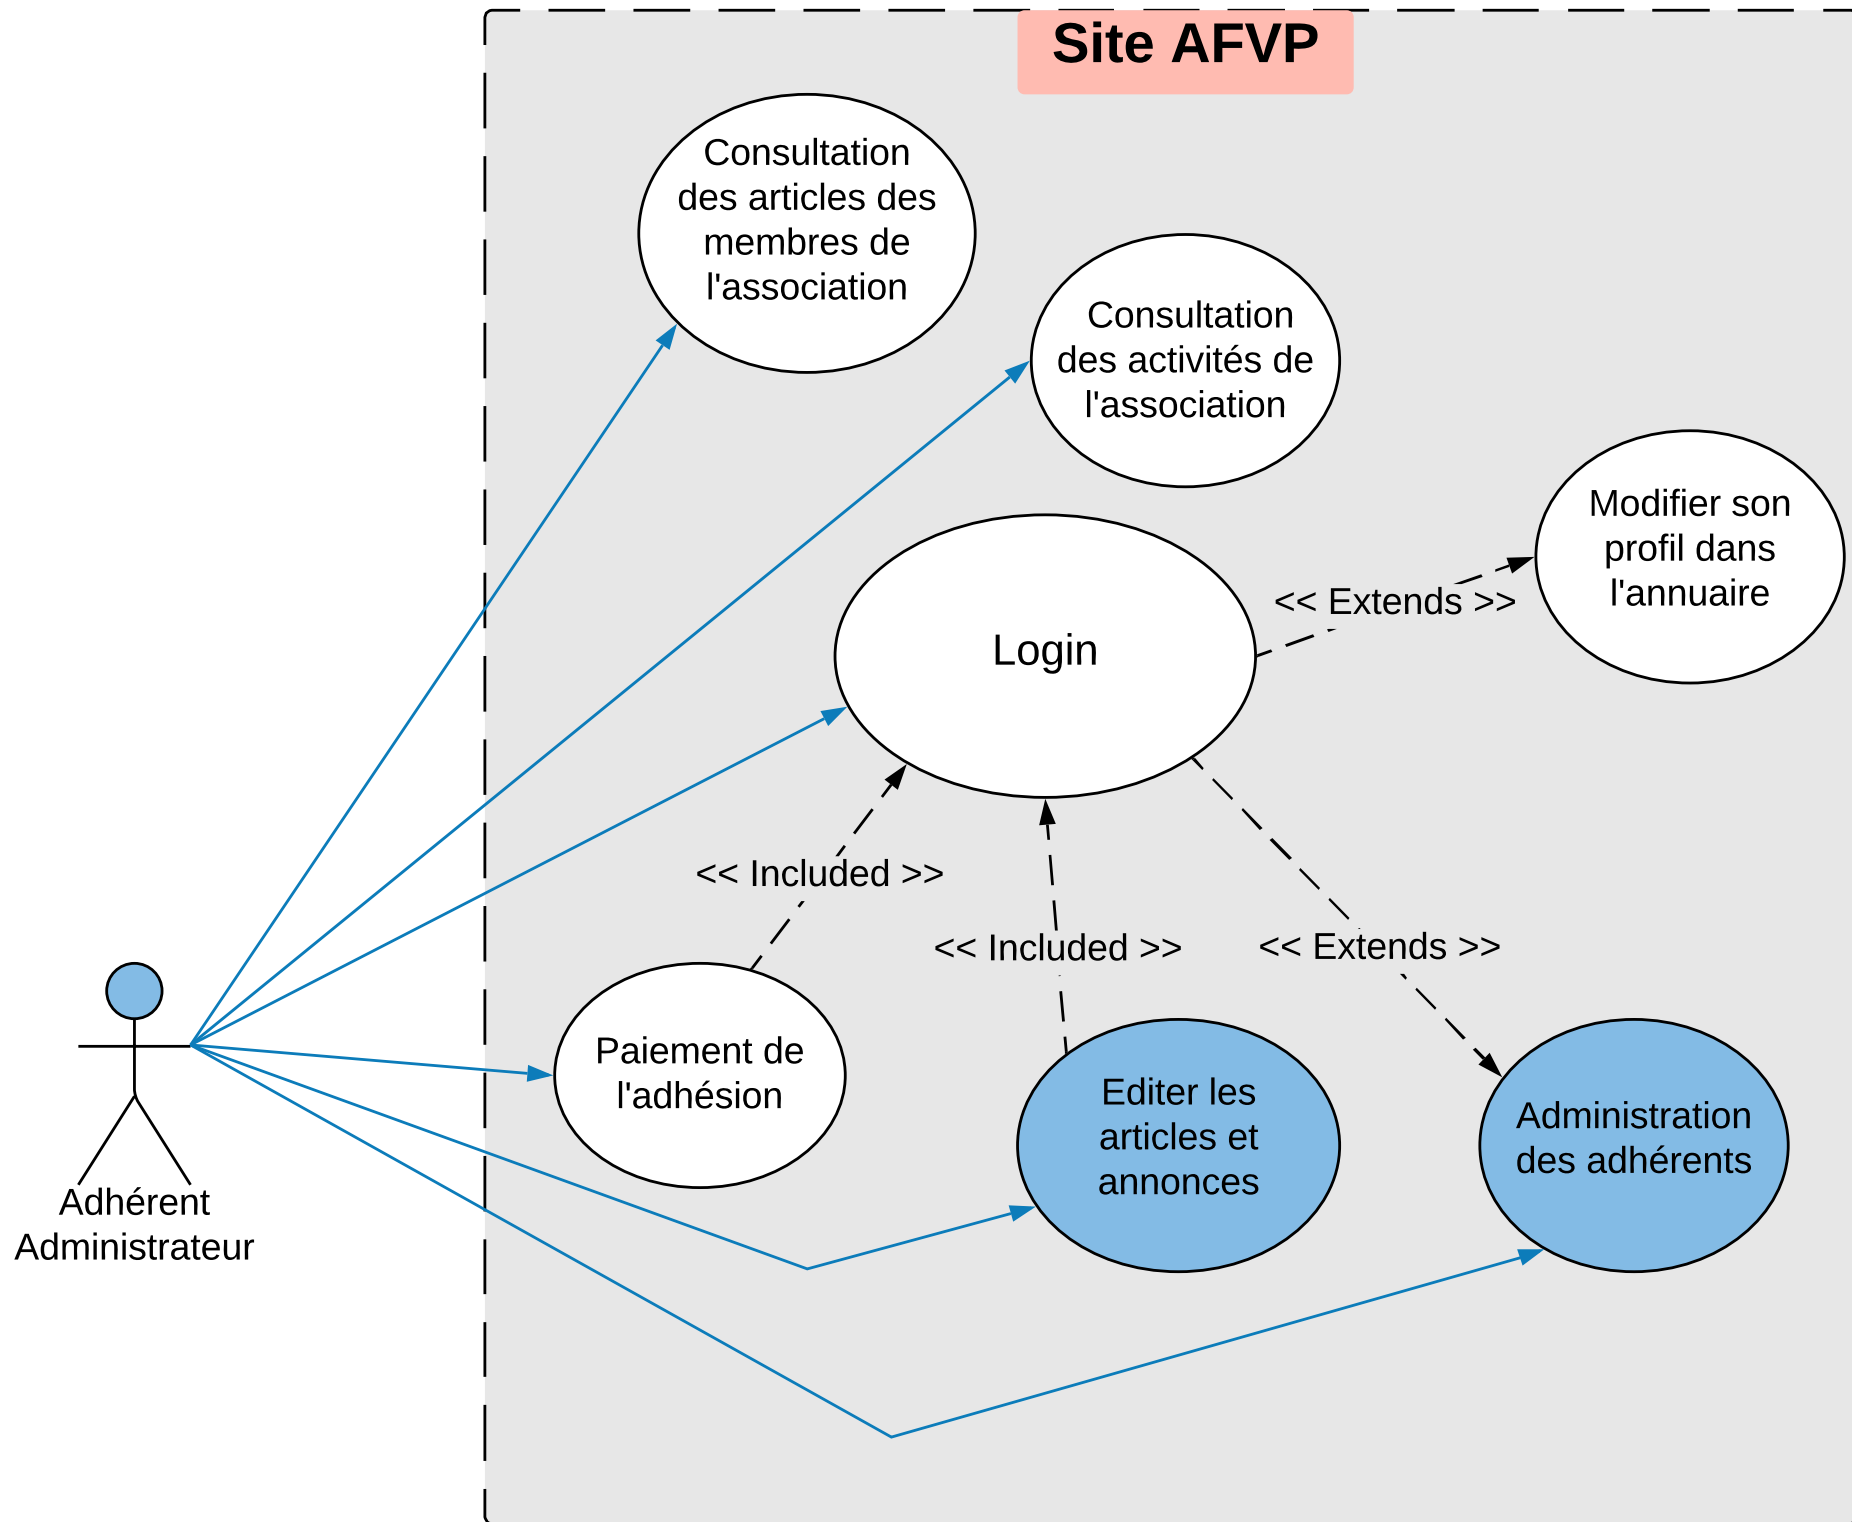 Site AFVP
Consultation
des articles des
membres de
l'association
Consultation
des activités de
l'association
Modifier son
profil dans
l'annuaire
<< Extends >>
Login
<< Included >>
<< Included >>
<< Extends >>
Paiement de
l'adhésion
Editer les
articles et
annonces
Administration
des adhérents
Adhérent
Administrateur